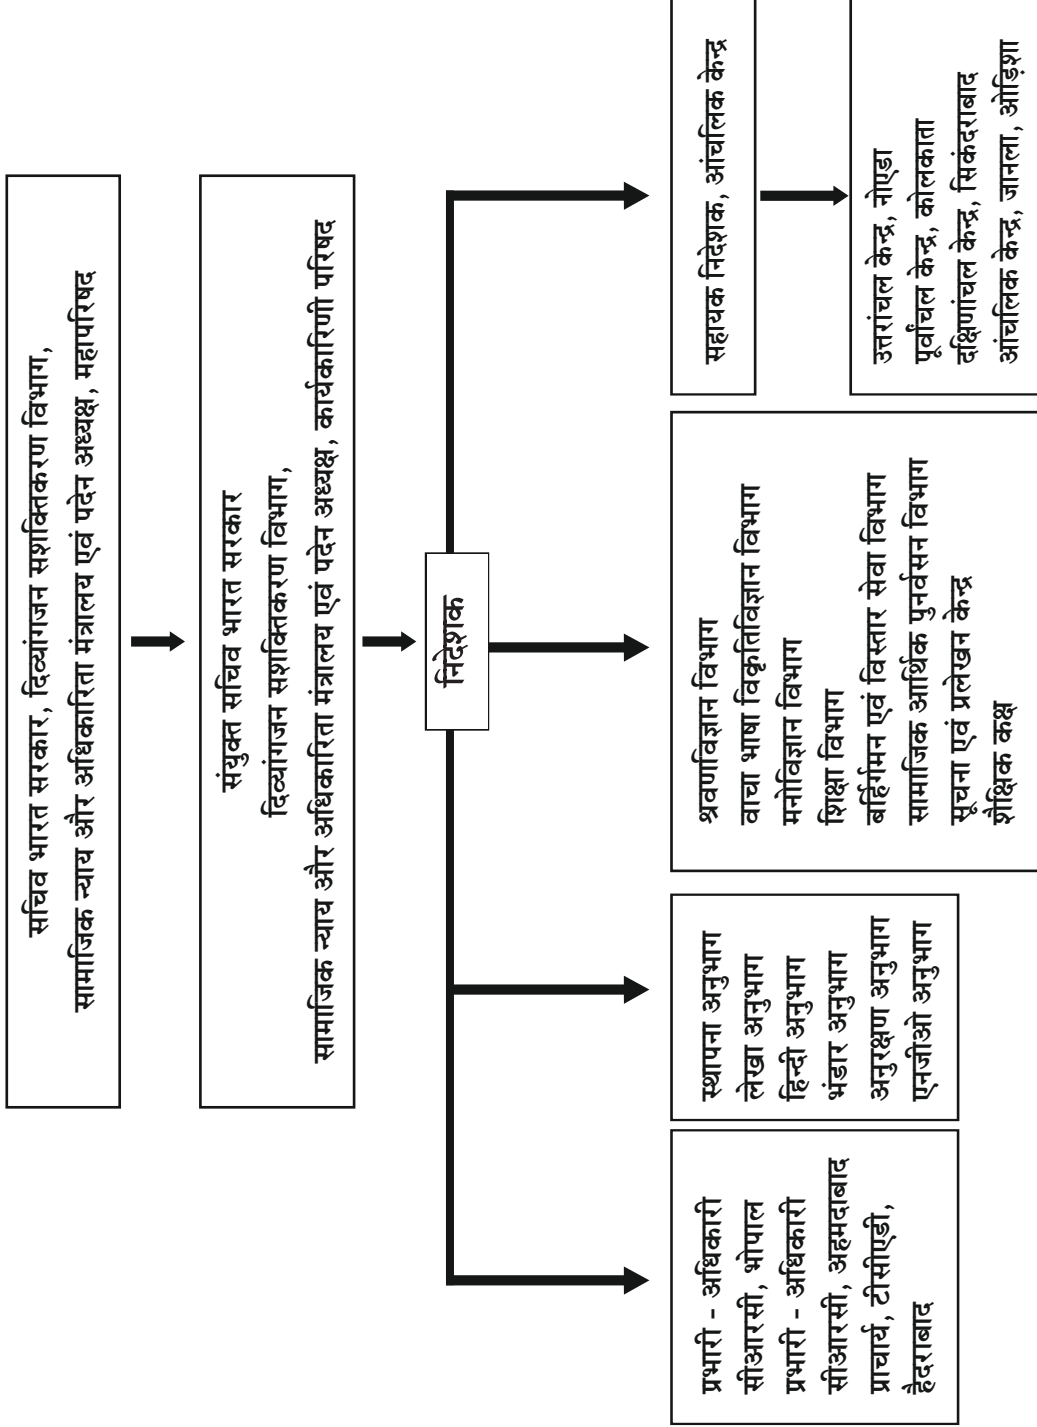 सचिव भारत सरकार, दिव्यांगजन सशक्तिकरण विभाग,
सामाजिक न्याय और अधिकारिता मंत्रालय एवं पदेन अध्यक्ष, महापरिषद
संयुक्त सचिव भारत सरकार
दिव्यांगजन सशक्तिकरण विभाग,
सामाजिक न्याय और अधिकारिता मंत्रालय एवं पदेन अध्यक्ष, कार्यकारिणी परिषद
निदेशक
प्रभारी - अधिकारी
सीआरसी, भोपाल
प्रभारी - अधिकारी
सीआरसी, अहमदाबाद
प्राचार्य, टीसीएडी,
हैदराबाद
स्थापना अनुभाग
लेखा अनुभाग
हिन्दी अनुभाग
भंडार अनुभाग
अनुरक्षण अनुभाग
एनजीओ अनुभाग
श्रवणविज्ञान विभाग
वाचा भाषा विकृतिविज्ञान विभाग
मनोविज्ञान विभाग
शिक्षा विभाग
बर्हिगमन एवं विस्तार सेवा विभाग
सामाजिक आर्थिक पुनर्वसन विभाग
सूचना एवं प्रलेखन केन्द्र
शैक्षिक कक्ष
सहायक निदेशक, आंचलिक केन्द्र
उत्तरांचल केन्द्र, नोएडा
पूर्वांचल केन्द्र, कोलकाता
दक्षिणांचल केन्द्र, सिकंदराबाद
आंचलिक केन्द्र, जानला, ओड़िशा